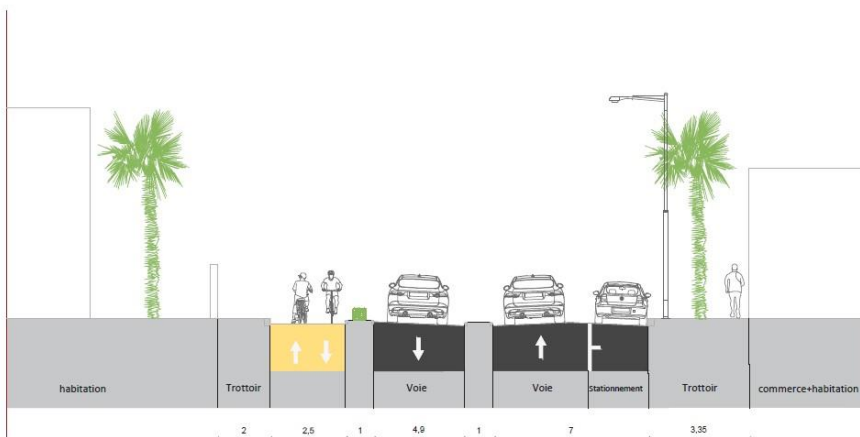 habitation
Trottoir
Voie
Voie
Stationnement
Trottoir
commerce+habitation
2
2,5
1
4,9
1
7
3,35